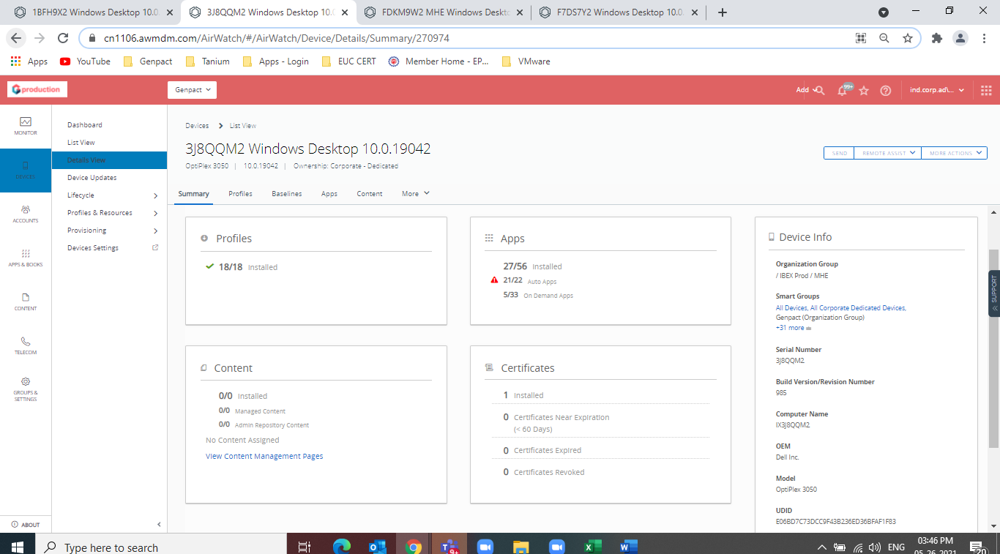 1BFH9X2 Windows Desktop 10.0.
3J8QQM2 Windows Desktop 10.0
FDKM9W2 MHE Windows Deskto
F7DS7Y2 Windows Desktop 10.0.
cn1106.awmdm.com/AirWatch/#/AirWatch/Device/Details/Summary/270974
Apps
YouTube
Genpact
Tanium
Apps - Login
EUC CERT
Member Home - EP...
VMware
production
Genpact
Add
99+
ind.corp.ad\...
MONITOR
DEVICES
ACCOUNTS
APPS & BOOKS
CONTENT
TELECOM
GROUPS &
SETTINGS
ABOUT
Dashboard
List View
Details View
Device Updates
Lifecycle
Profiles & Resources
Provisioning
Devices Settings
Devices
List View
3J8QQM2 Windows Desktop 10.0.19042
OptiPlex 3050 | 10.0.19042 | Ownership: Corporate - Dedicated
SEND
REMOTE ASSIST
MORE ACTIONS
Summary
Profiles
Baselines
Apps
Content
More
Profiles
18/18 Installed
Apps
27/56 Installed
21/22 Auto Apps
5/33 On Demand Apps
Content
0/0 Installed
0/0 Managed Content
0/0 Admin Repository Content
No Content Assigned
View Content Management Pages
Certificates
1 Installed
0 Certificates Near Expiration
(< 60 Days)
0 Certificates Expired
0 Certificates Revoked
Device Info
Organization Group
/ IBEX Prod / MHE
Smart Groups
All Devices, All Corporate Dedicated Devices,
Genpact (Organization Group)
+31 more
Serial Number
3J8QQM2
Build Version/Revision Number
985
Computer Name
IX3J8QQM2
OEM
Dell Inc.
Model
OptiPlex 3050
UDID
E06BD7C73DCC9F43B236ED36BFAF1F83
SUPPORT
Type here to search
9+
ENG
03:46 PM
05-26-2021
20